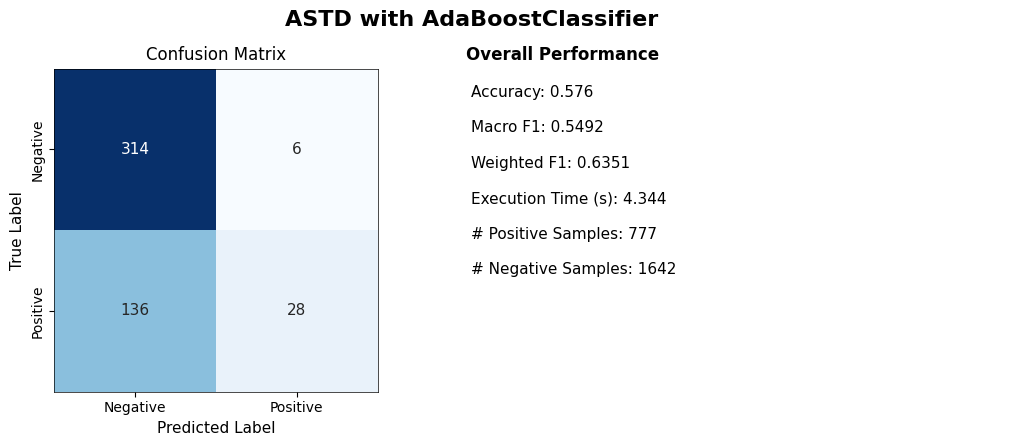 ASTD with AdaBoostClassifier
Confusion Matrix
True Label
Negative
314
6
Positive
136
28
Negative
Positive
Predicted Label
Overall Performance
Accuracy: 0.576
Macro F1: 0.5492
Weighted F1: 0.6351
Execution Time (s): 4.344
# Positive Samples: 777
# Negative Samples: 1642